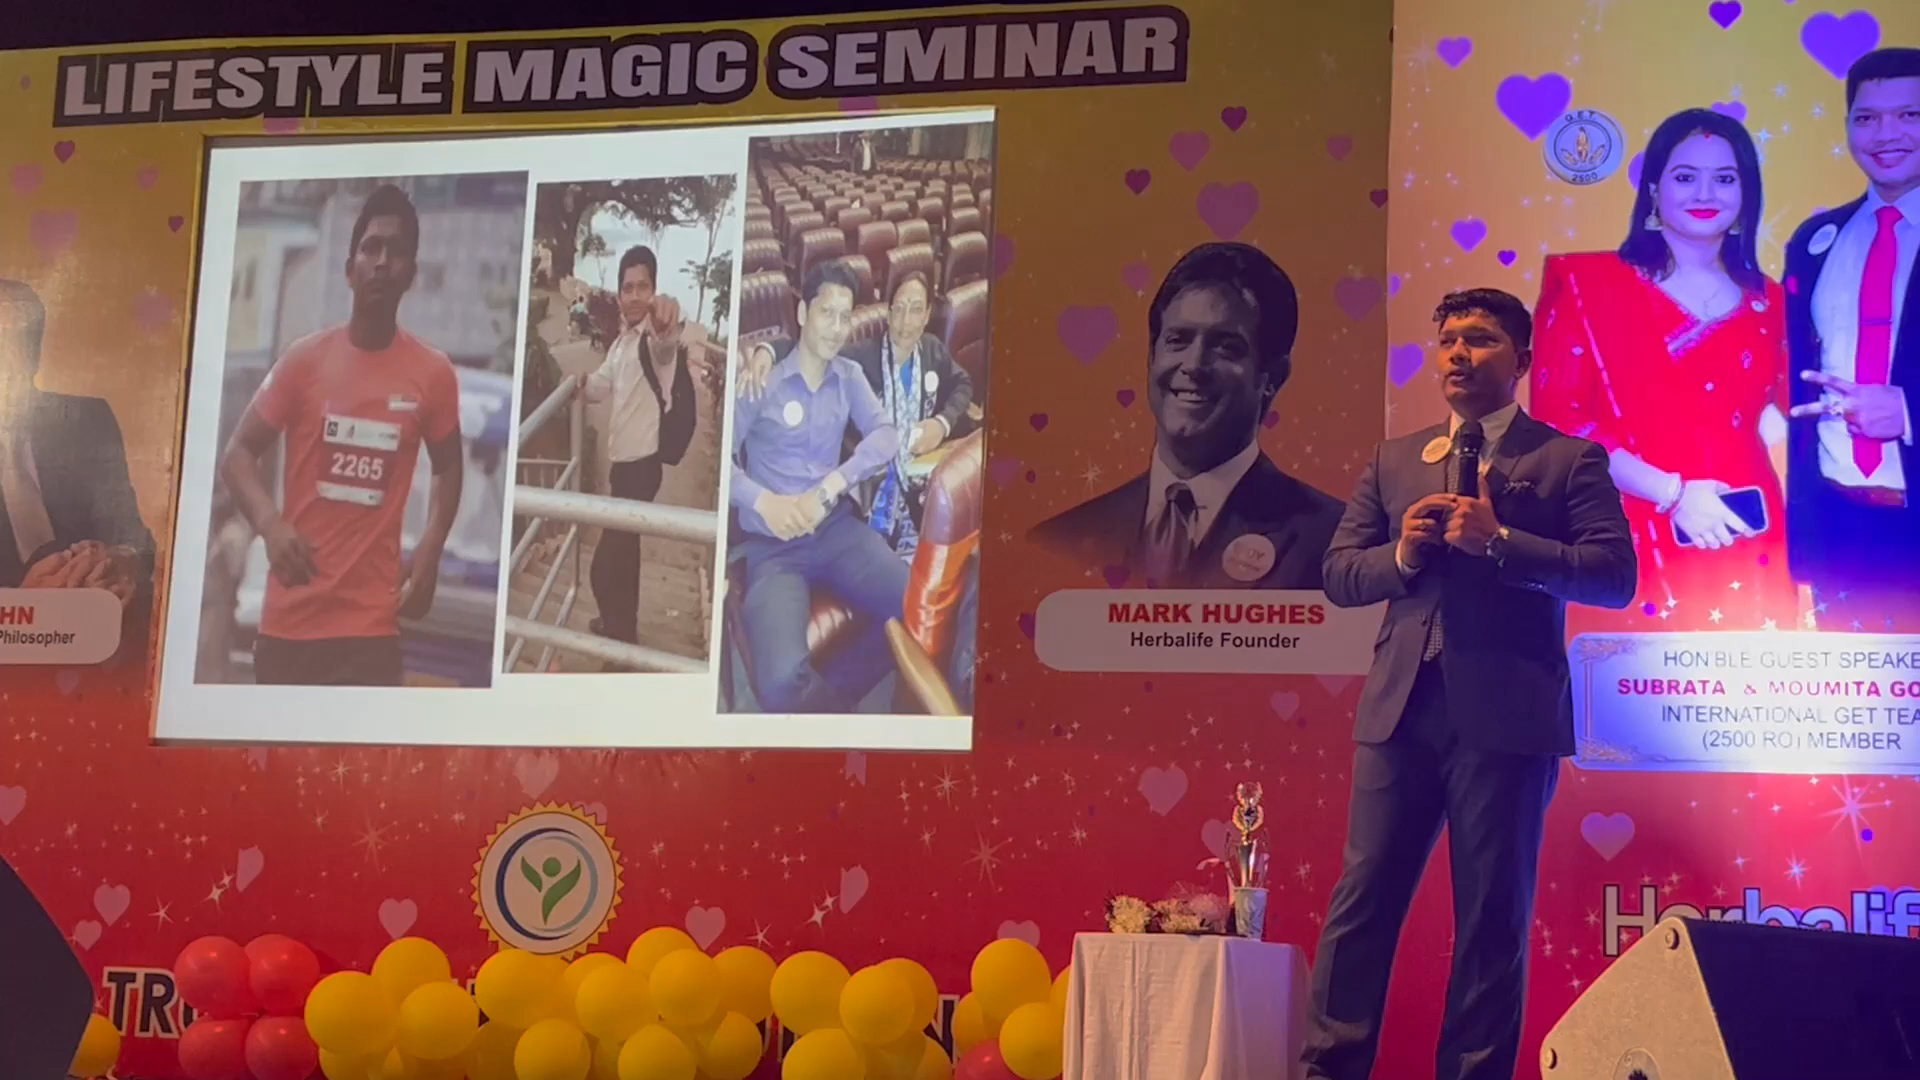 LIFESTYLE MAGIC SEMINAR
2265
HN
Philosopher
MARK HUGHES
Herbalife Founder
G.E.T.
2500
HON'BLE GUEST SPEAKE
SUBRATA & MOUMITA GO
INTERNATIONAL GET TEA
(2500 RO) MEMBER
Herbalif
TR